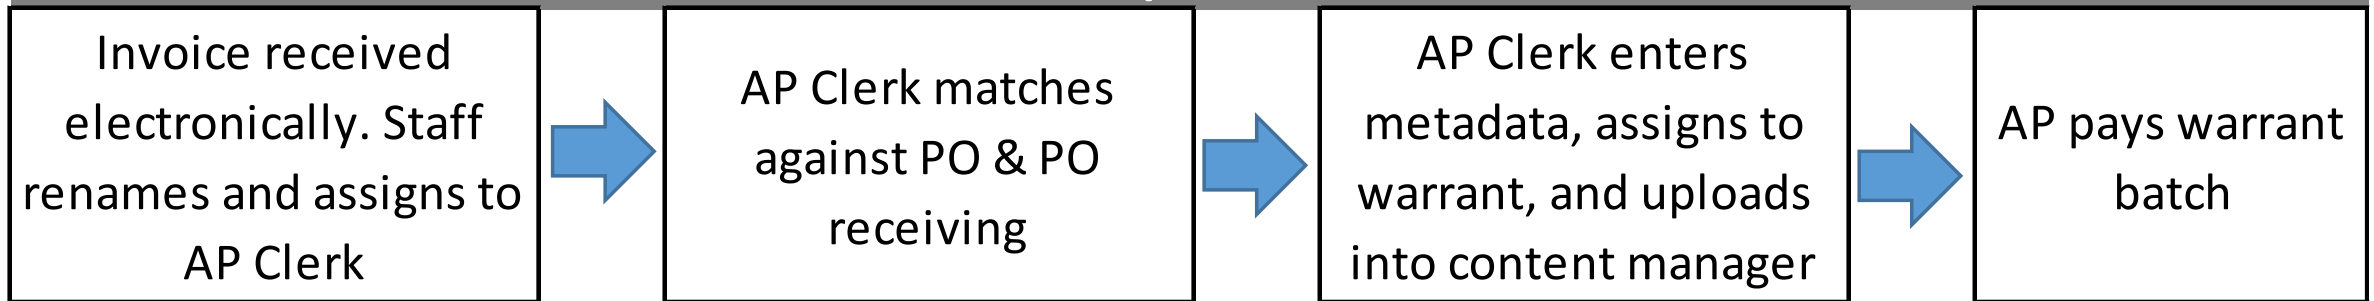 Invoice received
electronically. Staff
renames and assigns to
AP Clerk
AP Clerk matches
against PO & PO
receiving
AP Clerk enters
metadata, assigns to
warrant, and uploads
into content manager
AP pays warrant
batch